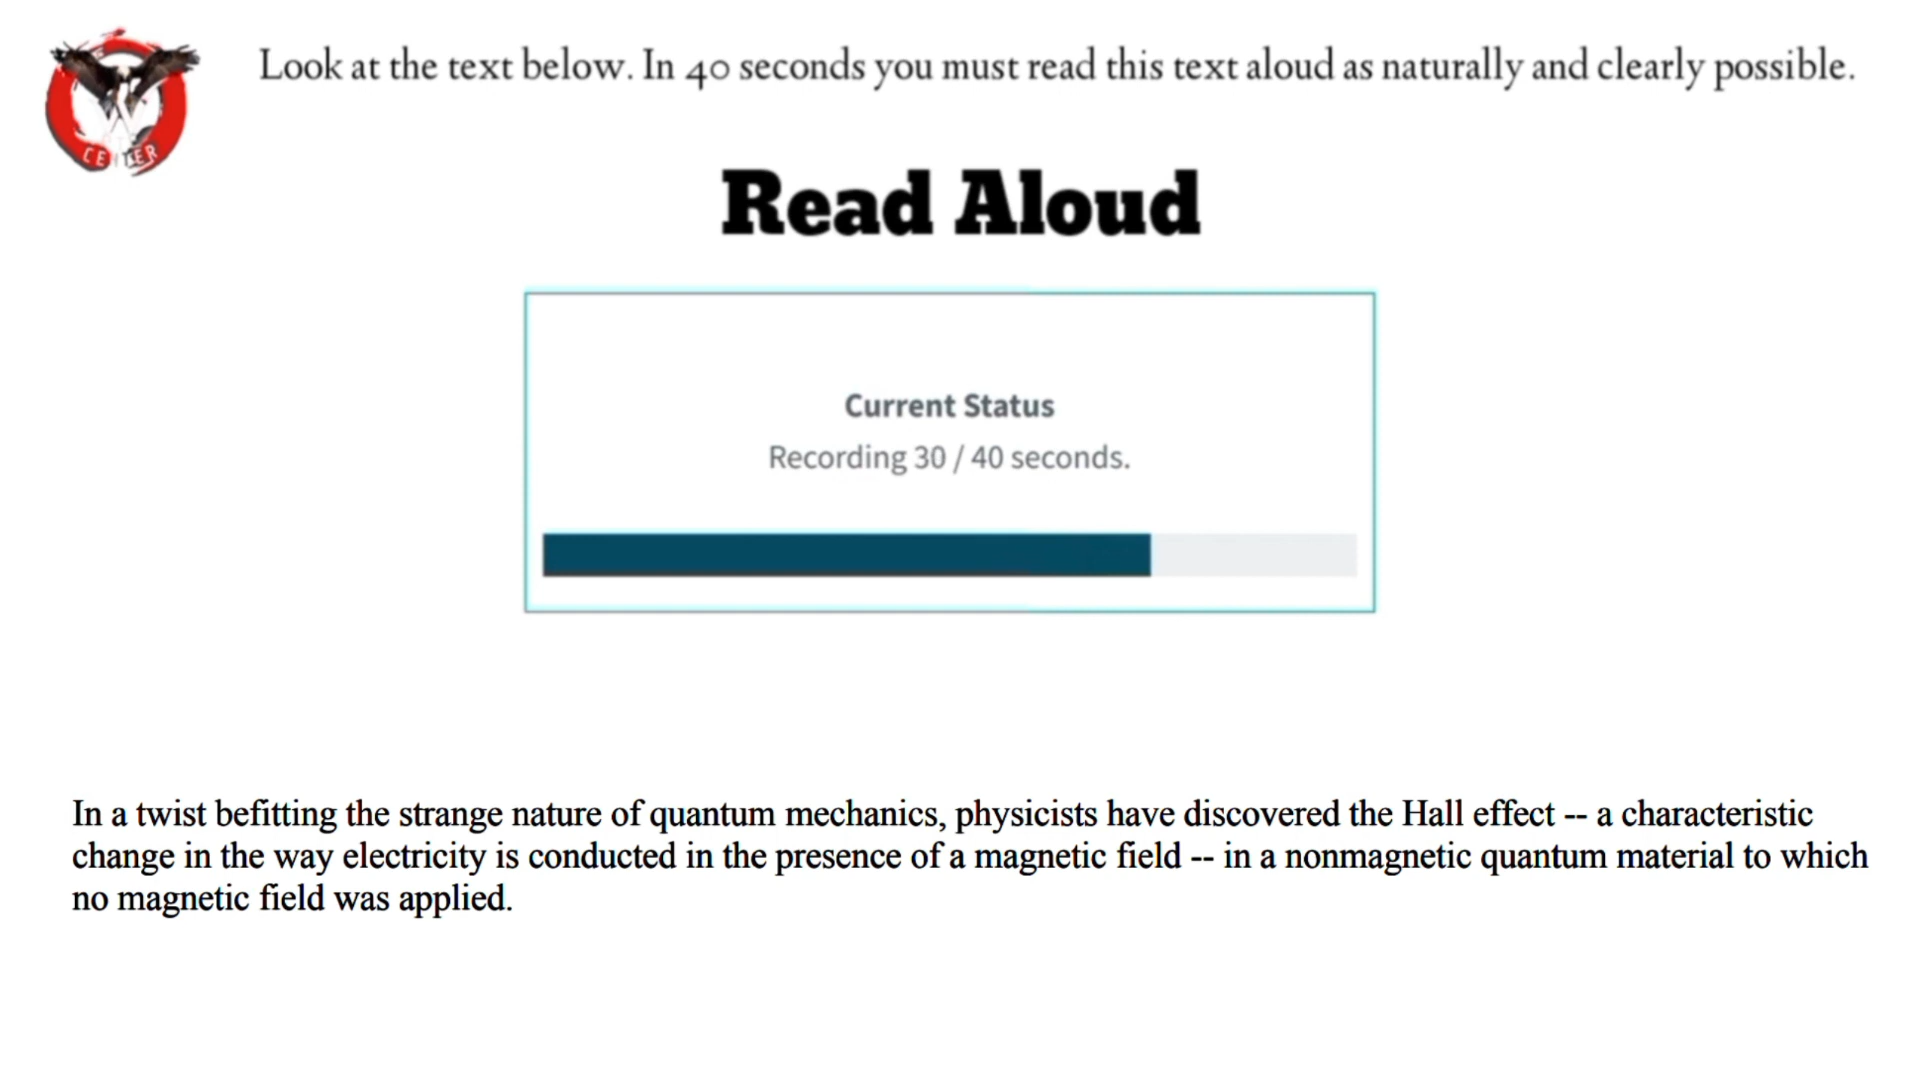 Look at the text below. In 40 seconds you must read this text aloud as naturally and clearly possible.
CENTER
Read Aloud
Current Status
Recording 30 / 40 seconds.
In a twist befitting the strange nature of quantum mechanics, physicists have discovered the Hall effect -- a characteristic
change in the way electricity is conducted in the presence of a magnetic field -- in a nonmagnetic quantum material to which
no magnetic field was applied.